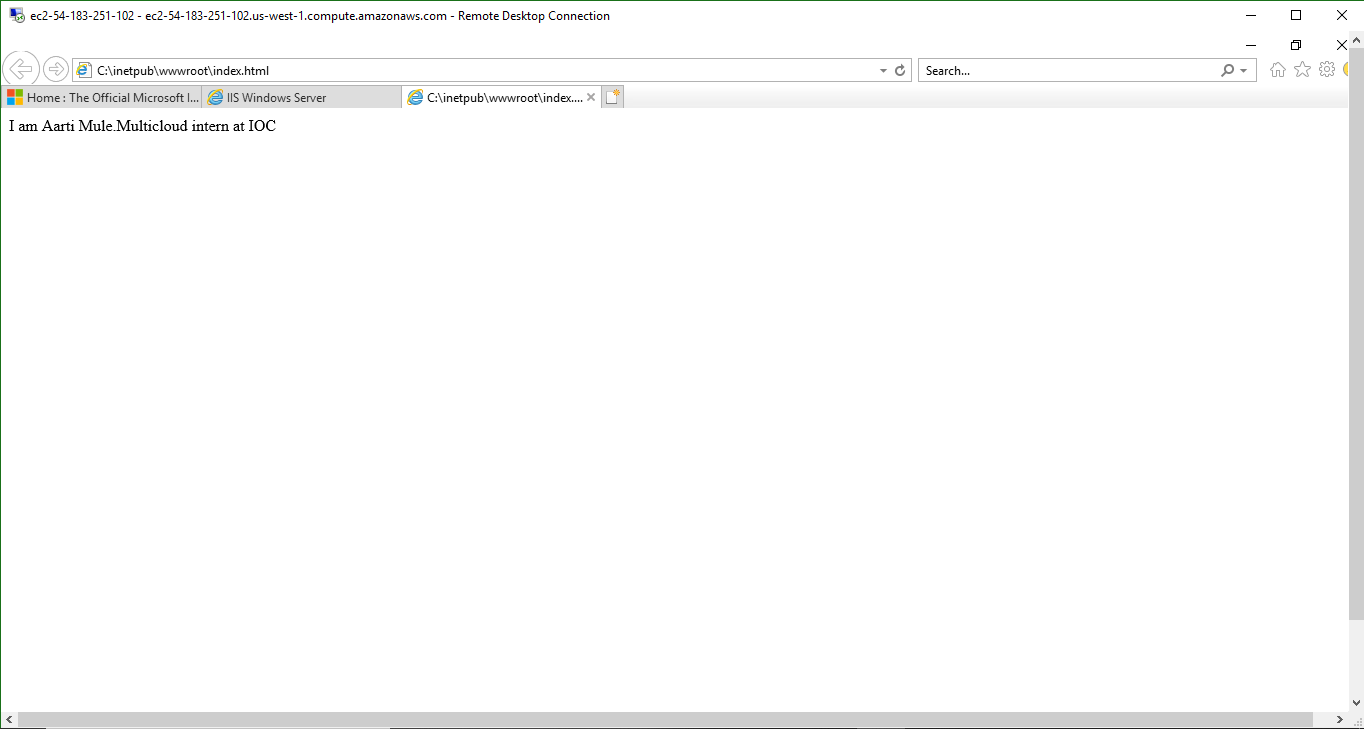 ec2-54-183-251-102 - ec2-54-183-251-102.us-west-1.compute.amazonaws.com - Remote Desktop Connection
C:\inetpub\wwwroot\index.html
Search...
Home : The Official Microsoft I...
IIS Windows Server
C:\inetpub\wwwroot\index....
I am Aarti Mule.Multicloud intern at IOC